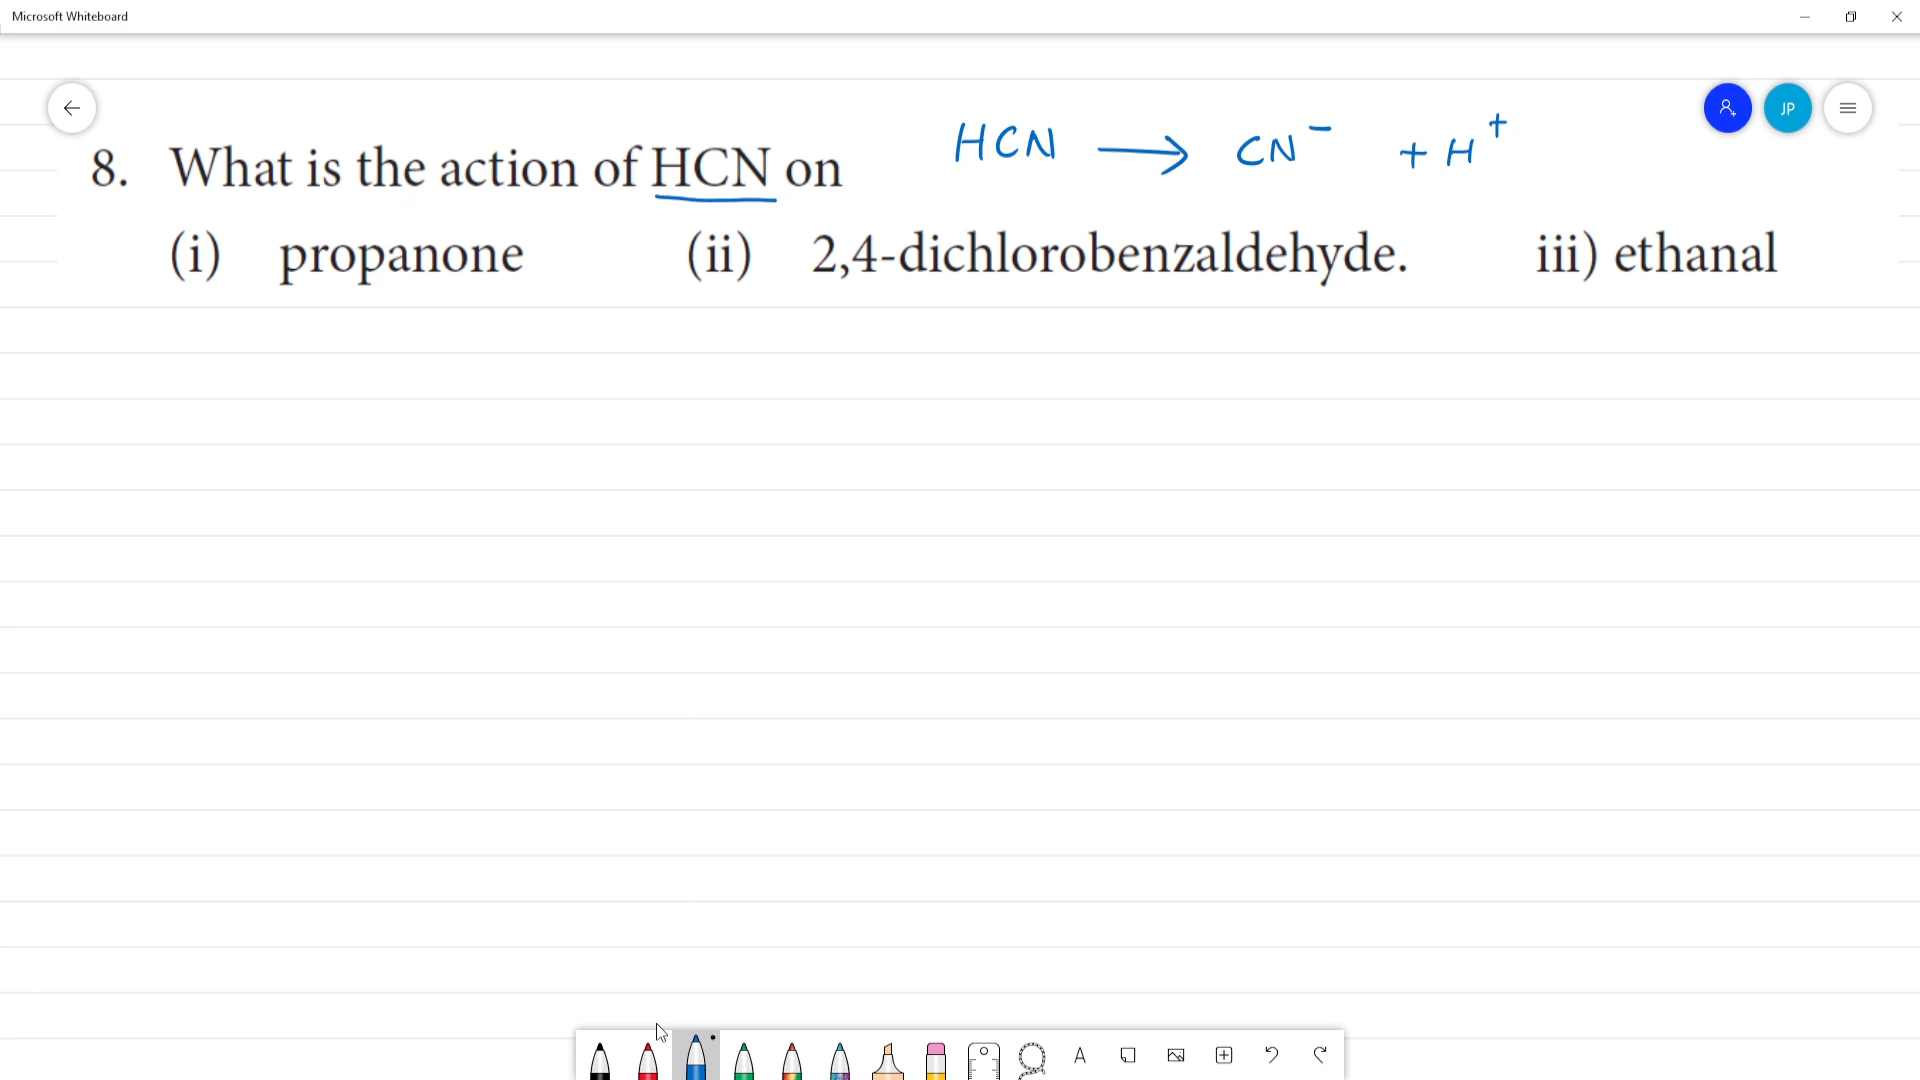 Microsoft Whiteboard
JP
HCN → CN⁻ + H⁺
8. What is the action of HCN on
(i) propanone (ii) 2,4-dichlorobenzaldehyde. iii) ethanal
A